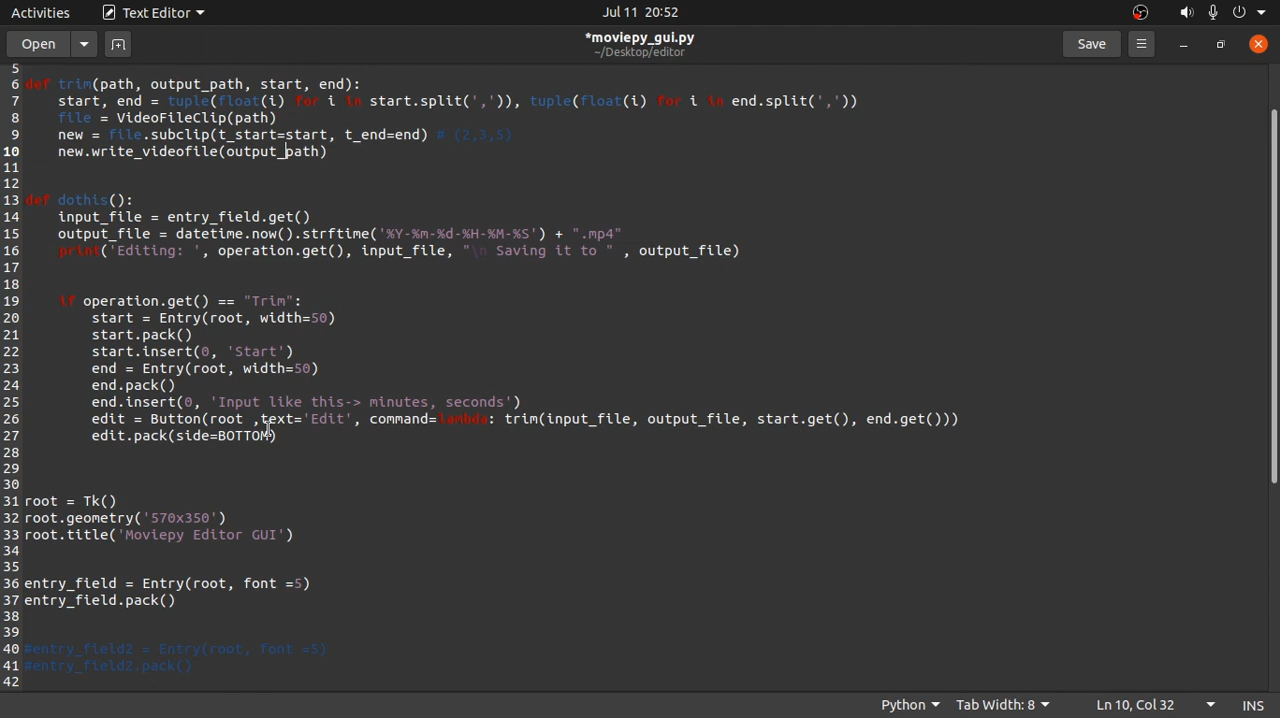 Activities Text Editor Jul 11 20:52
Open *moviepy_gui.py Save
~/Desktop/editor
5
6 def trim(path, output_path, start, end):
7 start, end = tuple(float(i) for i in start.split(',')), tuple(float(i) for i in end.split(','))
8 file = VideoFileClip(path)
9 new = file.subclip(t_start=start, t_end=end) # (2,3,5)
10 new.write_videofile(output_path)
11
12
13 def dothis():
14 input_file = entry_field.get()
15 output_file = datetime.now().strftime('%Y-%m-%d-%H-%M-%S') + ".mp4"
16 print('Editing: ', operation.get(), input_file, "\n Saving it to " , output_file)
17
18
19 if operation.get() == "Trim":
20 start = Entry(root, width=50)
21 start.pack()
22 start.insert(0, 'Start')
23 end = Entry(root, width=50)
24 end.pack()
25 end.insert(0, 'Input like this-> minutes, seconds')
26 edit = Button(root ,text='Edit', command=lambda: trim(input_file, output_file, start.get(), end.get()))
27 edit.pack(side=BOTTOM)
28
29
30
31 root = Tk()
32 root.geometry('570x350')
33 root.title('Moviepy Editor GUI')
34
35
36 entry_field = Entry(root, font =5)
37 entry_field.pack()
38
39
40 #entry_field2 = Entry(root, font =5)
41 #entry_field2.pack()
42
Python Tab Width: 8 Ln 10, Col 32 INS